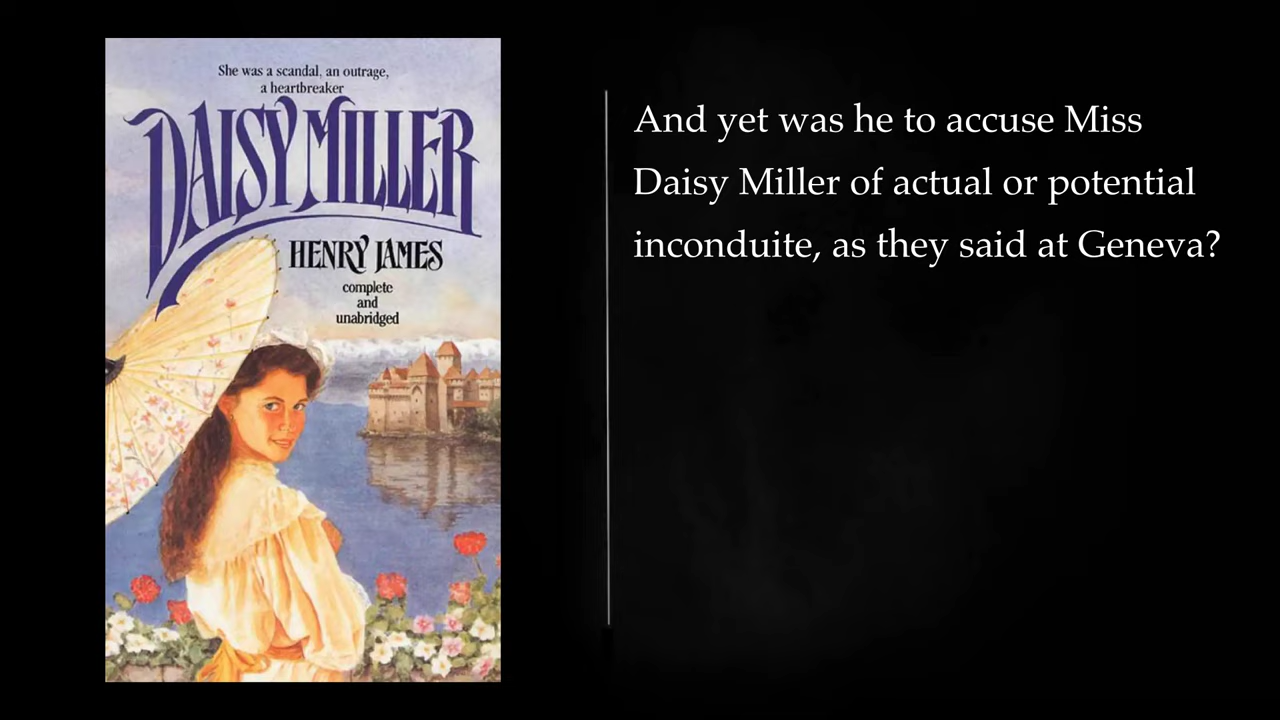 She was a scandal, an outrage,
a heartbreaker
DAISY MILLER
HENRY JAMES
complete
and
unabridged
And yet was he to accuse Miss
Daisy Miller of actual or potential
inconduite, as they said at Geneva?